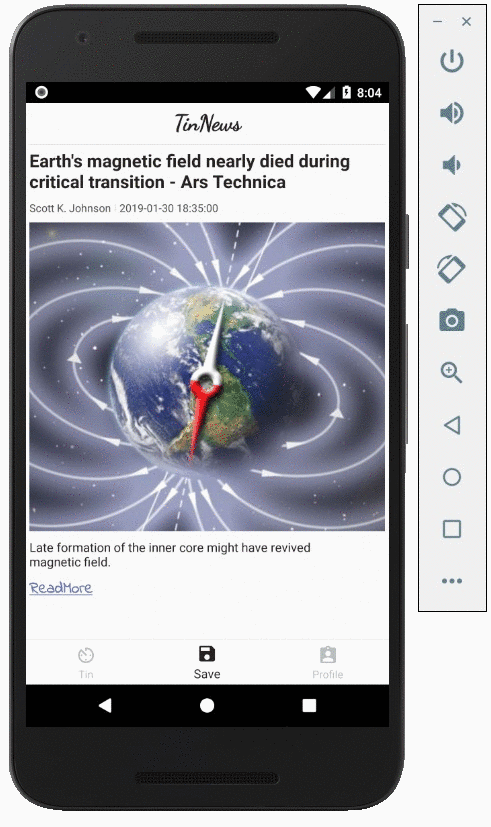 8:04
TinNews
Earth's magnetic field nearly died during
critical transition - Ars Technica
Scott K. Johnson 2019-01-30 18:35:00
Late formation of the inner core might have revived
magnetic field.
ReadMore
Tin Save Profile